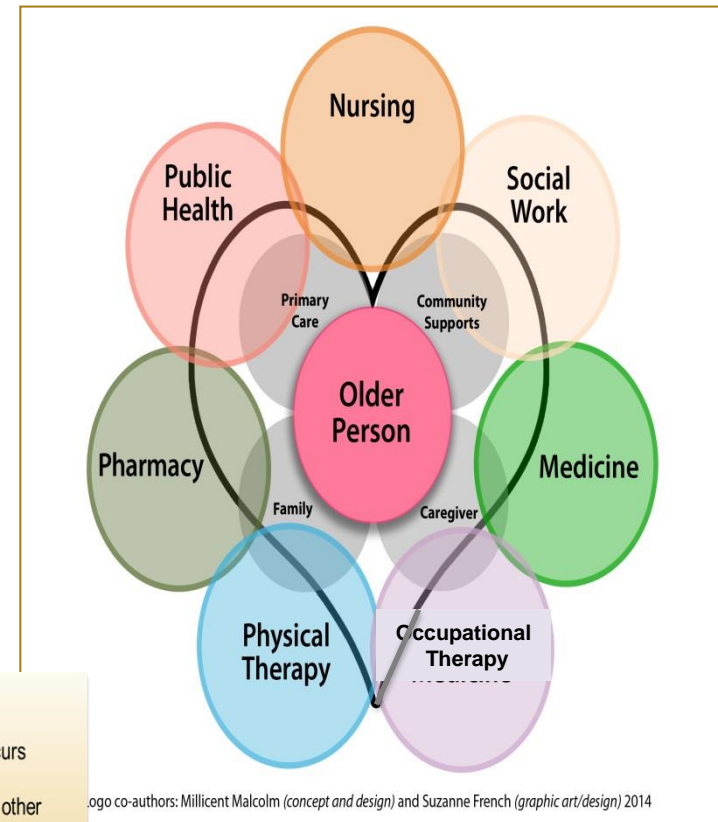 Nursing
Public
Health
Social
Work
Primary
Care
Community
Supports
Older
Person
Pharmacy
Medicine
Family
Caregiver
Physical
Therapy
Occupational
Therapy
urs
other
ogo co-authors: Millicent Malcolm (concept and design) and Suzanne French (graphic art/design) 2014